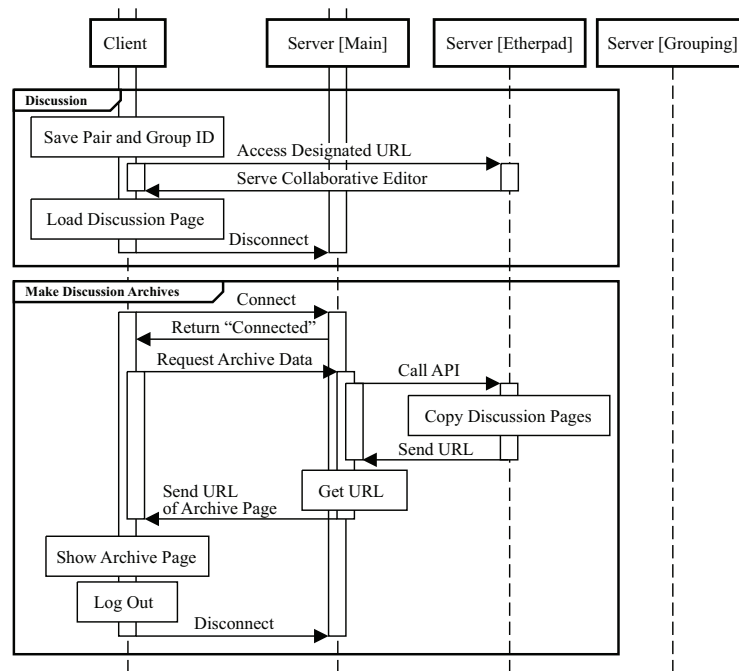 Client
Server [Main]
Server [Etherpad]
Server [Grouping]
Discussion
Save Pair and Group ID
Access Designated URL
Serve Collaborative Editor
Load Discussion Page
Disconnect
Make Discussion Archives
Connect
Return “Connected”
Request Archive Data
Call API
Copy Discussion Pages
Send URL
Get URL
Send URL
of Archive Page
Show Archive Page
Log Out
Disconnect